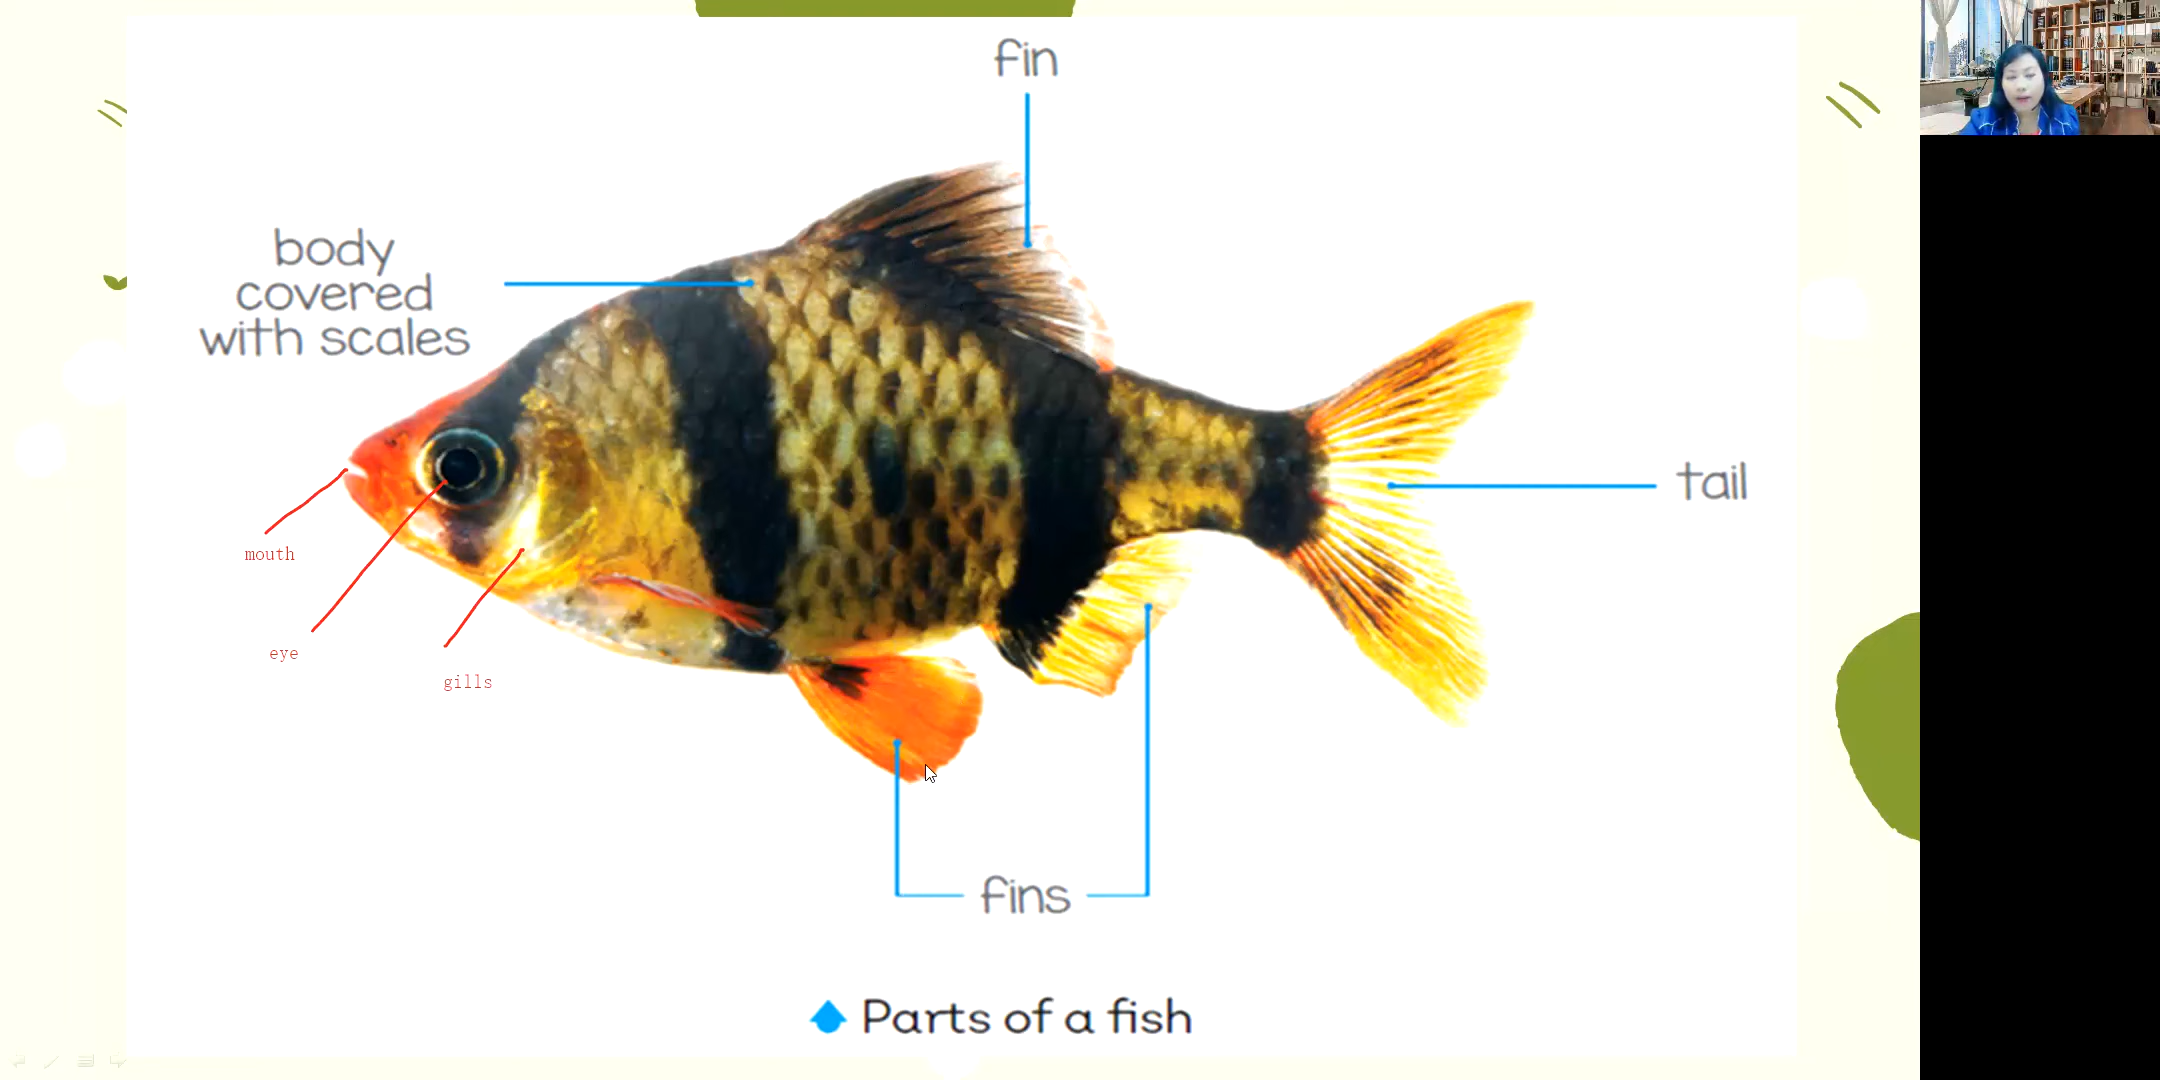 fin
body
covered
with scales
tail
mouth
eye
gills
fins
Parts of a fish